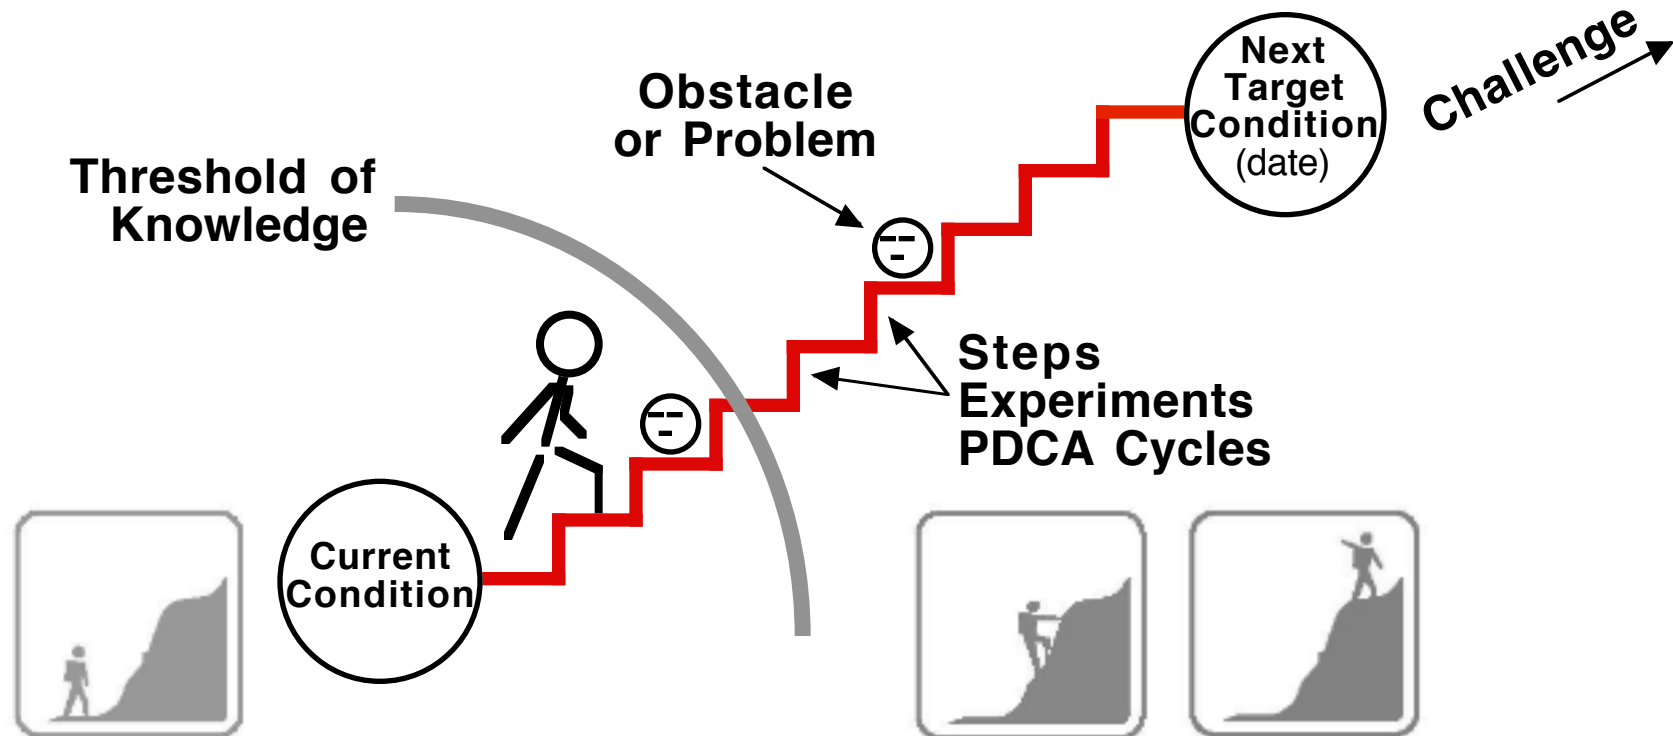 Next
Target
Condition
(date)
Challenge
Obstacle
or Problem
Threshold of
Knowledge
Steps
Experiments
PDCA Cycles
Current
Condition